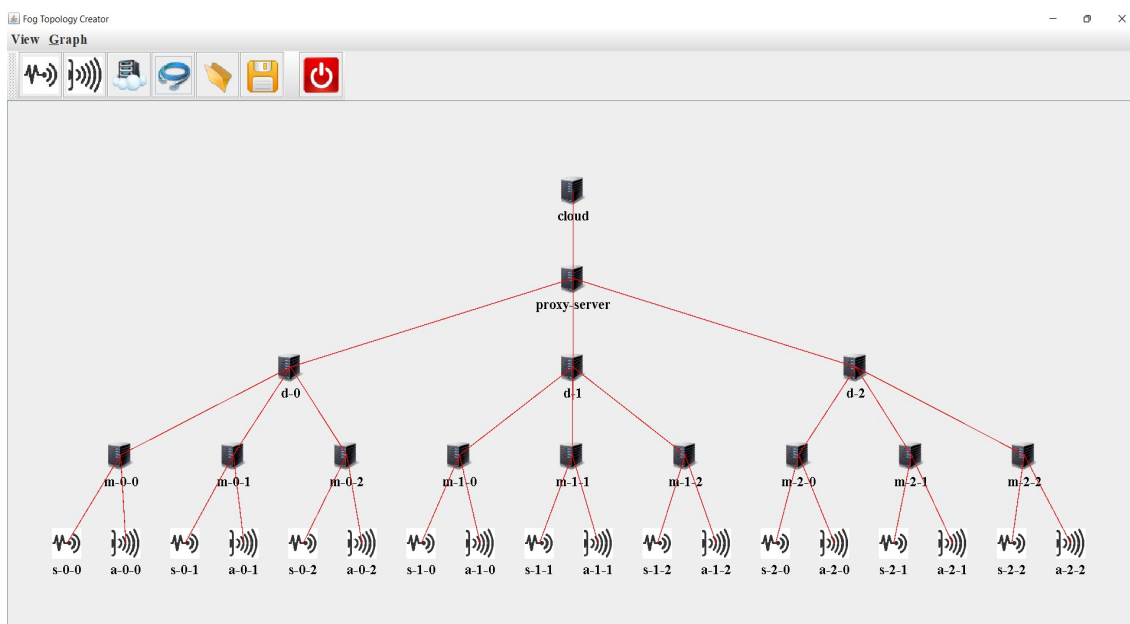 Fog Topology Creator
View Graph
cloud
proxy-server
d-0 d-1 d-2
m-0-0 m-0-1 m-0-2 m-1-0 m-1-1 m-1-2 m-2-0 m-2-1 m-2-2
s-0-0 a-0-0 s-0-1 a-0-1 s-0-2 a-0-2 s-1-0 a-1-0 s-1-1 a-1-1 s-1-2 a-1-2 s-2-0 a-2-0 s-2-1 a-2-1 s-2-2 a-2-2